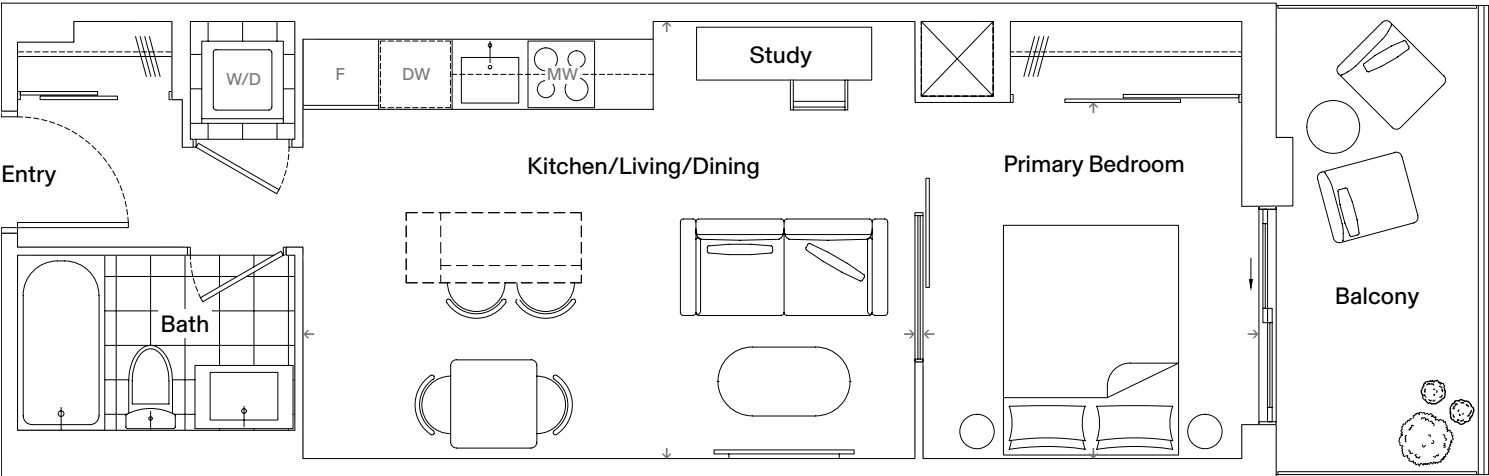 Study
W/D
F
DW
MW
Entry
Kitchen/Living/Dining
Primary Bedroom
Balcony
Bath